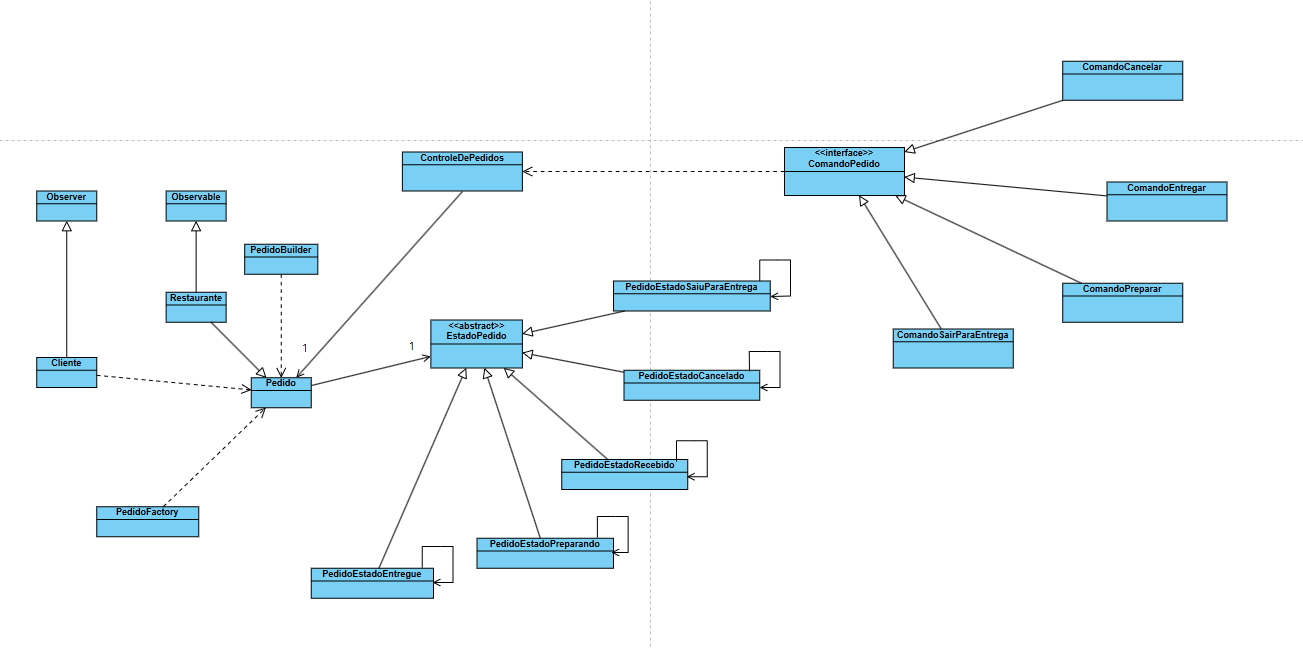 ComandoCancelar
<<interface>>
ComandoPedido
ControleDePedidos
ComandoEntregar
Observer
Observable
PedidoBuilder
PedidoEstadoSaiuParaEntrega
ComandoPreparar
Restaurante
<<abstract>>
EstadoPedido
ComandoSairParaEntrega
1
1
Cliente
PedidoEstadoCancelado
Pedido
PedidoEstadoRecebido
PedidoFactory
PedidoEstadoPreparando
PedidoEstadoEntregue